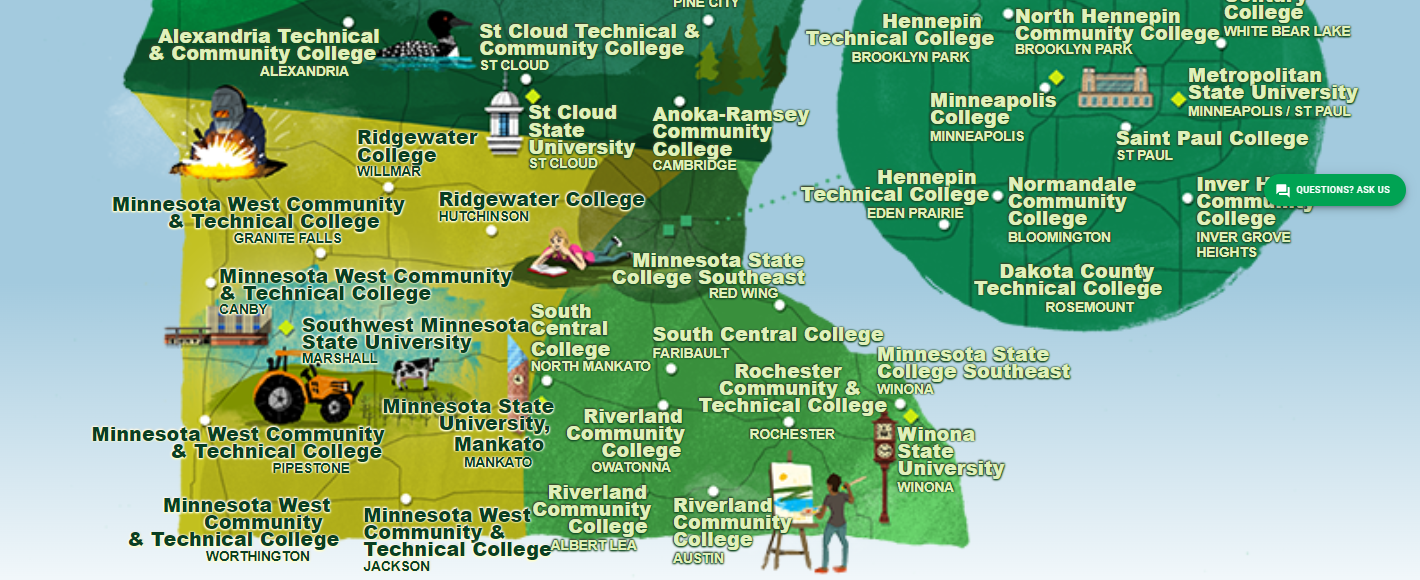 PINE CITY
Alexandria Technical
& Community College
ALEXANDRIA
St Cloud Technical &
Community College
ST CLOUD
Hennepin
Technical College
BROOKLYN PARK
North Hennepin
Community College
BROOKLYN PARK
Century
College
WHITE BEAR LAKE
Metropolitan
State University
MINNEAPOLIS / ST PAUL
Minneapolis
College
MINNEAPOLIS
Saint Paul College
ST PAUL
St Cloud
State
University
ST CLOUD
Anoka-Ramsey
Community
College
CAMBRIDGE
Ridgewater
College
WILLMAR
Ridgewater College
HUTCHINSON
Minnesota West Community
& Technical College
GRANITE FALLS
Hennepin
Technical College
EDEN PRAIRIE
Normandale
Community
College
BLOOMINGTON
Inver H
Community
College
INVER GROVE
HEIGHTS
QUESTIONS? ASK US
Dakota County
Technical College
ROSEMOUNT
Minnesota State
College Southeast
RED WING
Minnesota West Community
& Technical College
CANBY
Southwest Minnesota
State University
MARSHALL
South
Central
College
NORTH MANKATO
South Central College
FARIBAULT
Minnesota State
College Southeast
WINONA
Rochester
Community &
Technical College
ROCHESTER
Minnesota State
University,
Mankato
MANKATO
Riverland
Community
College
OWATONNA
Winona
State
University
WINONA
Minnesota West Community
& Technical College
PIPESTONE
Minnesota West
Community
& Technical College
WORTHINGTON
Minnesota West
Community &
Technical College
JACKSON
Riverland
Community
College
ALBERT LEA
Riverland
Community
College
AUSTIN